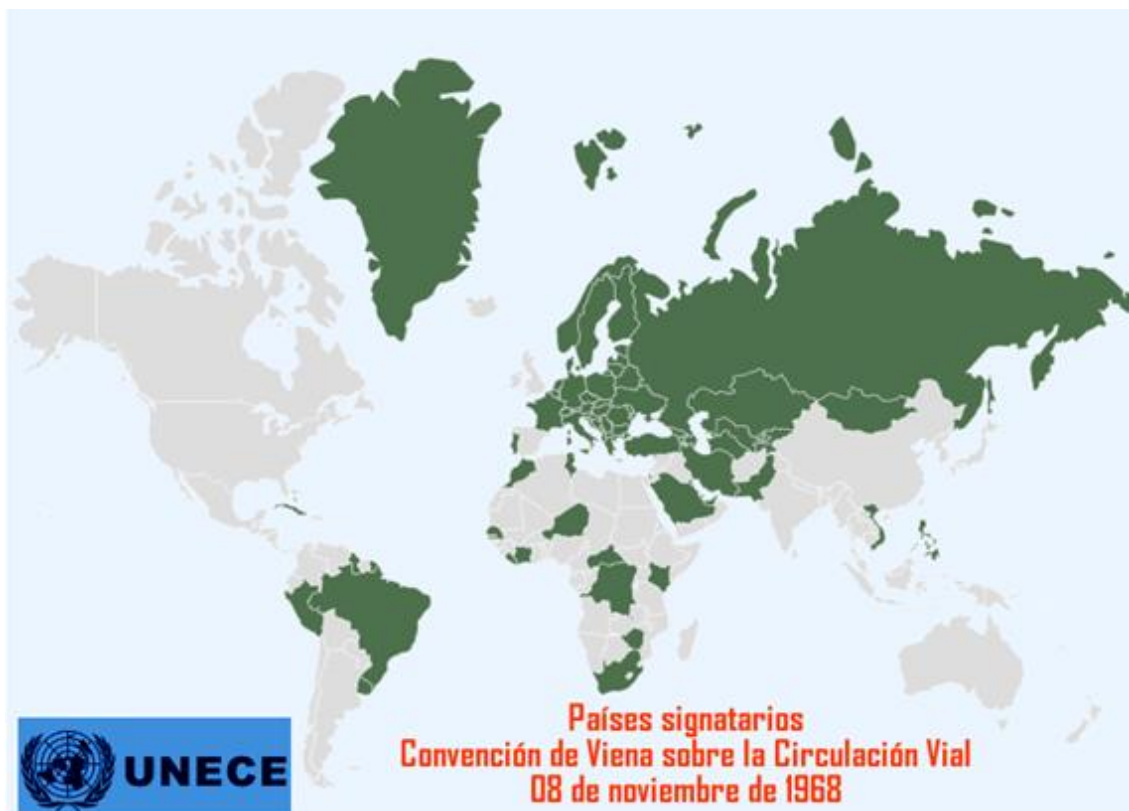 Países signatarios
Convención de Viena sobre la Circulación Vial
08 de noviembre de 1968
UNECE